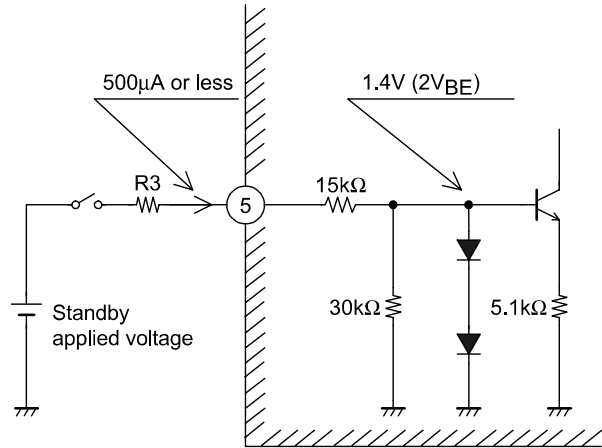 500μA or less
1.4V (2VBE)
R3
5
15kΩ
30kΩ
5.1kΩ
Standby
applied voltage